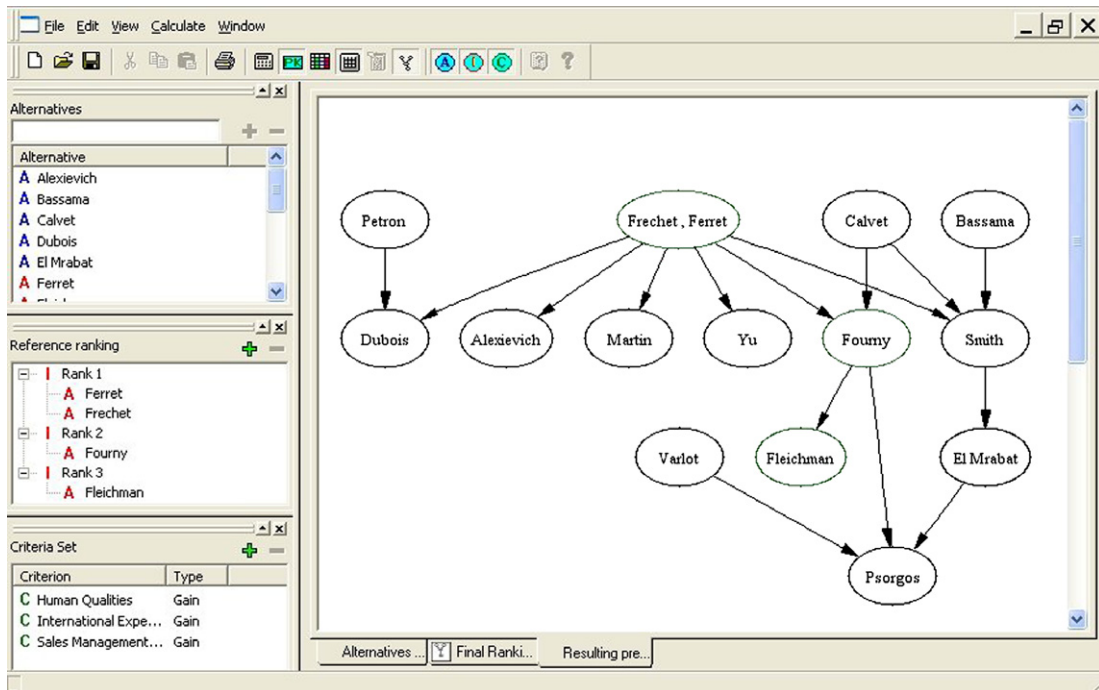 File Edit View Calculate Window
PK A I C ?
Alternatives
Alternative
A Alexievich
A Bassama
A Calvet
A Dubois
A El Mrabat
A Ferret
Reference ranking
I Rank 1
A Ferret
A Frechet
I Rank 2
A Fourny
I Rank 3
A Fleichman
Criteria Set
Criterion Type
C Human Qualities Gain
C International Expe... Gain
C Sales Management... Gain
Petron Frechet , Ferret Calvet Bassama
Dubois Alexievich Martin Yu Fourny Smith
Varlot Fleichman El Mrabat
Psorgos
Alternatives ... Final Ranki... Resulting pre...